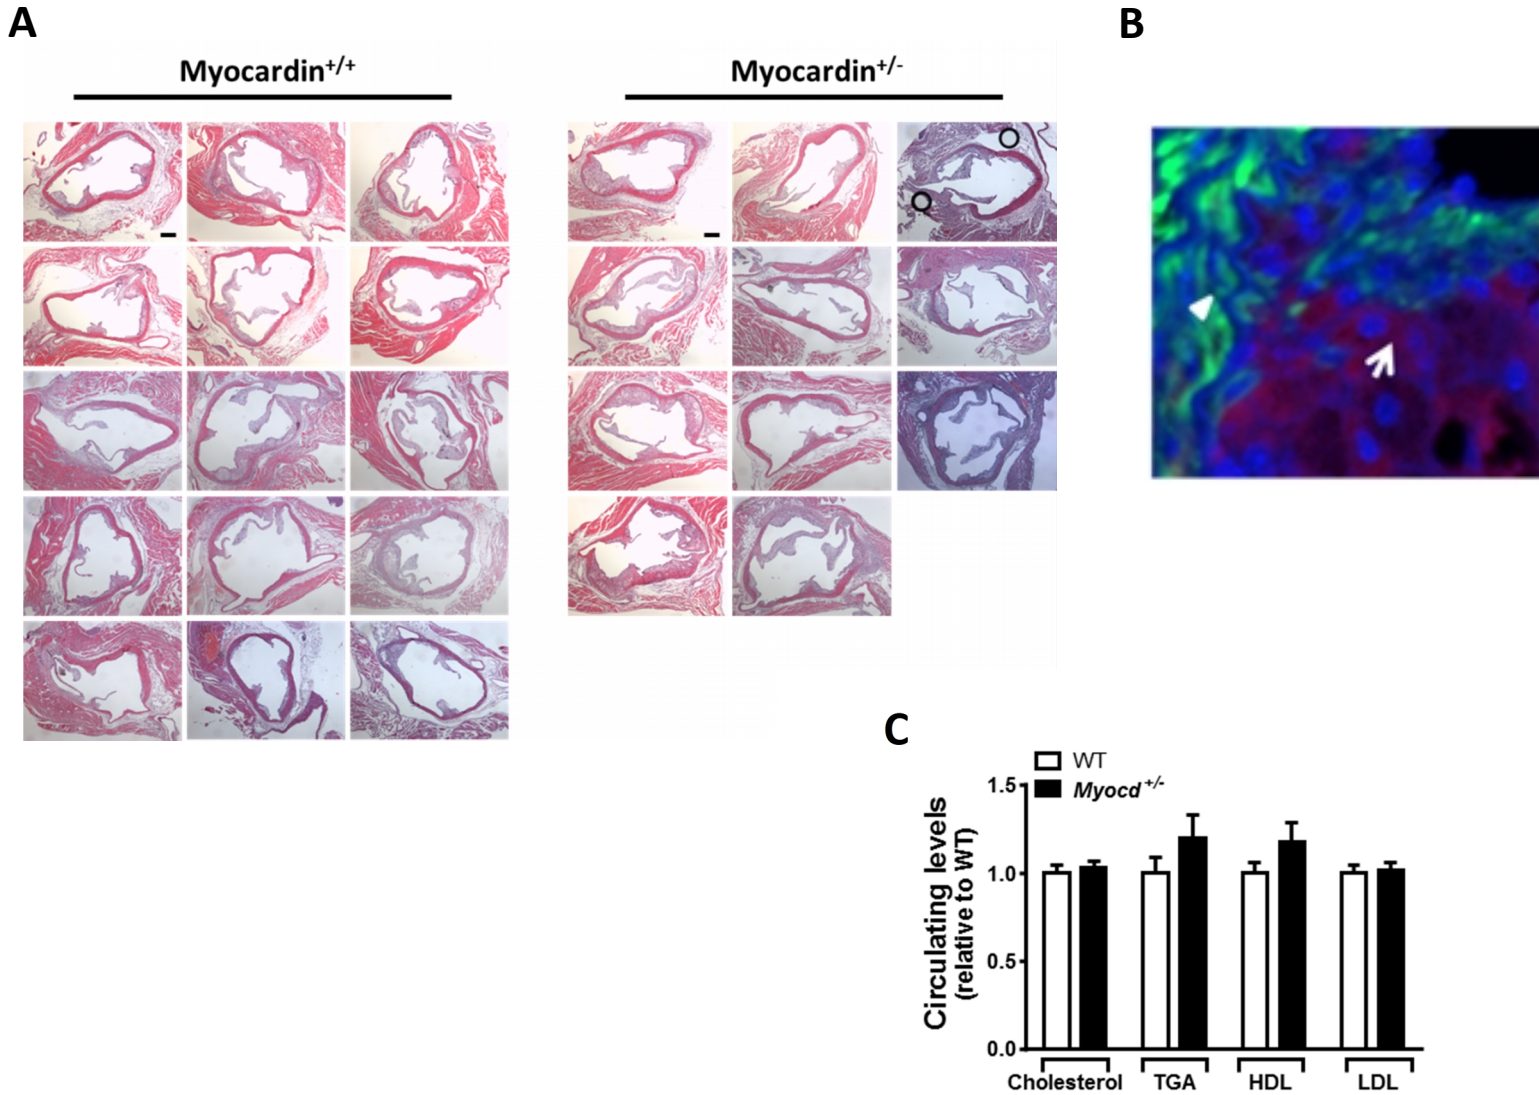 A
B
Myocardin+/+
Myocardin+/-
C
WT
Myocd+/-
Circulating levels
(relative to WT)
1.5
1.0
0.5
0.0
Cholesterol
TGA
HDL
LDL